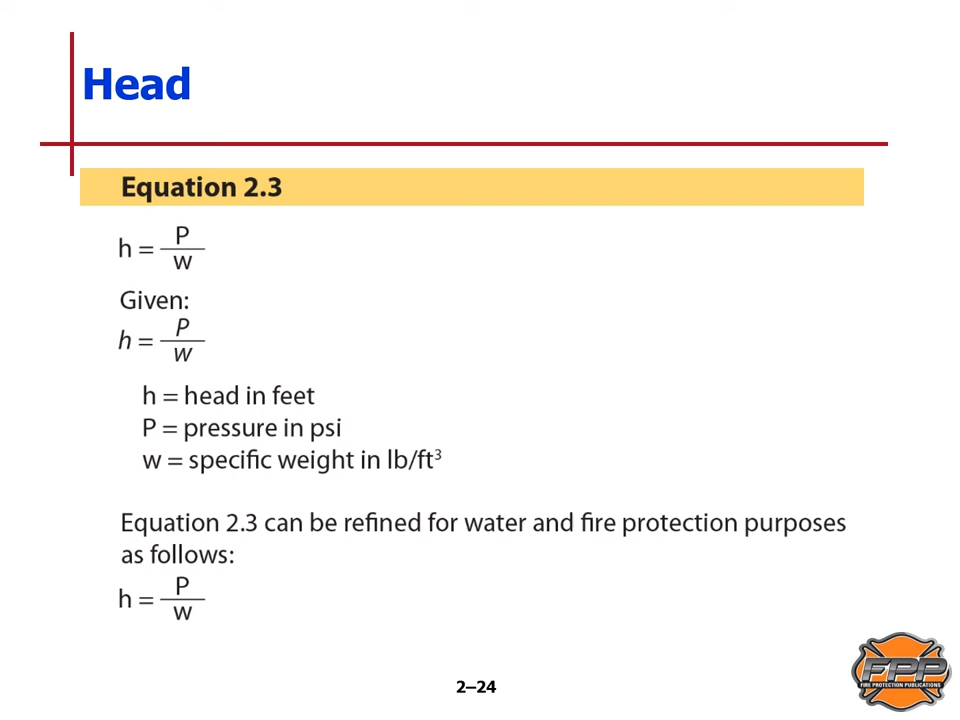 Head
Equation 2.3
h = P/w
Given:
h = P/w
h = head in feet
P = pressure in psi
w = specific weight in lb/ft³
Equation 2.3 can be refined for water and fire protection purposes
as follows:
h = P/w
FPP
FIRE PROTECTION PUBLICATIONS
2–24